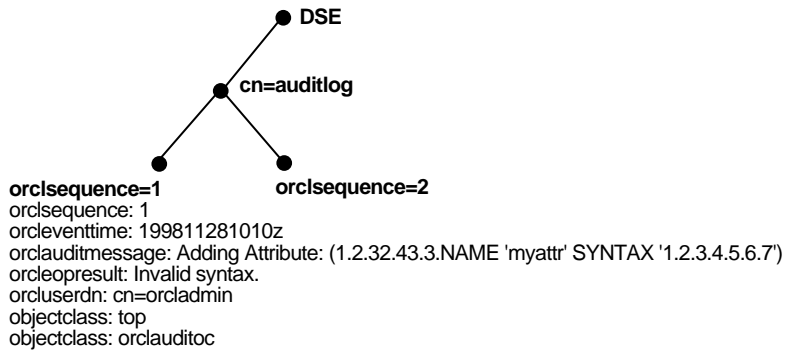 DSE
cn=auditlog
orclsequence=1
orclsequence=2
orclsequence: 1
orcleventtime: 199811281010z
orclauditmessage: Adding Attribute: (1.2.32.43.3.NAME 'myattr' SYNTAX '1.2.3.4.5.6.7')
orcleopresult: Invalid syntax.
orcluserdn: cn=orcladmin
objectclass: top
objectclass: orclauditoc